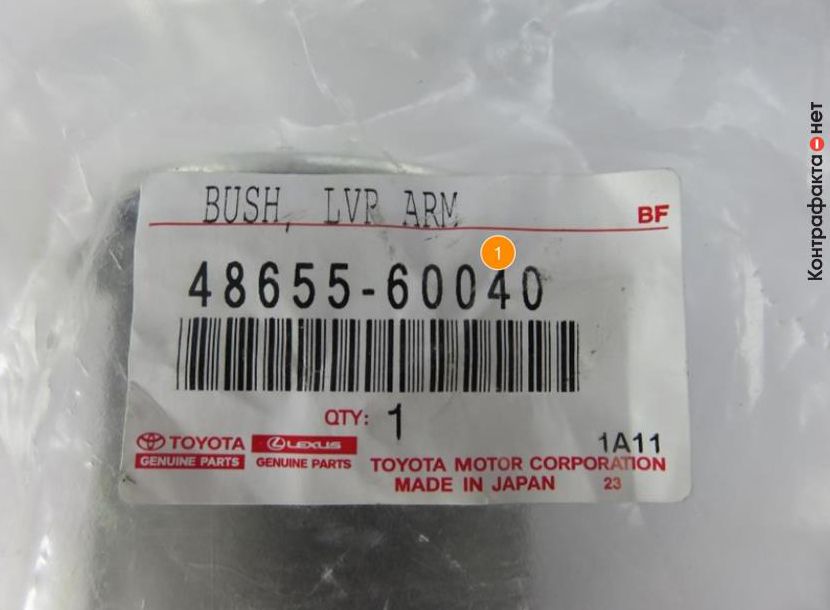 BUSH, LVR ARM
BF
1
48655-60040
QTY: 1
TOYOTA
GENUINE PARTS
LEXUS
GENUINE PARTS
1A11
TOYOTA MOTOR CORPORATION
MADE IN JAPAN 23
Контрафакта нет